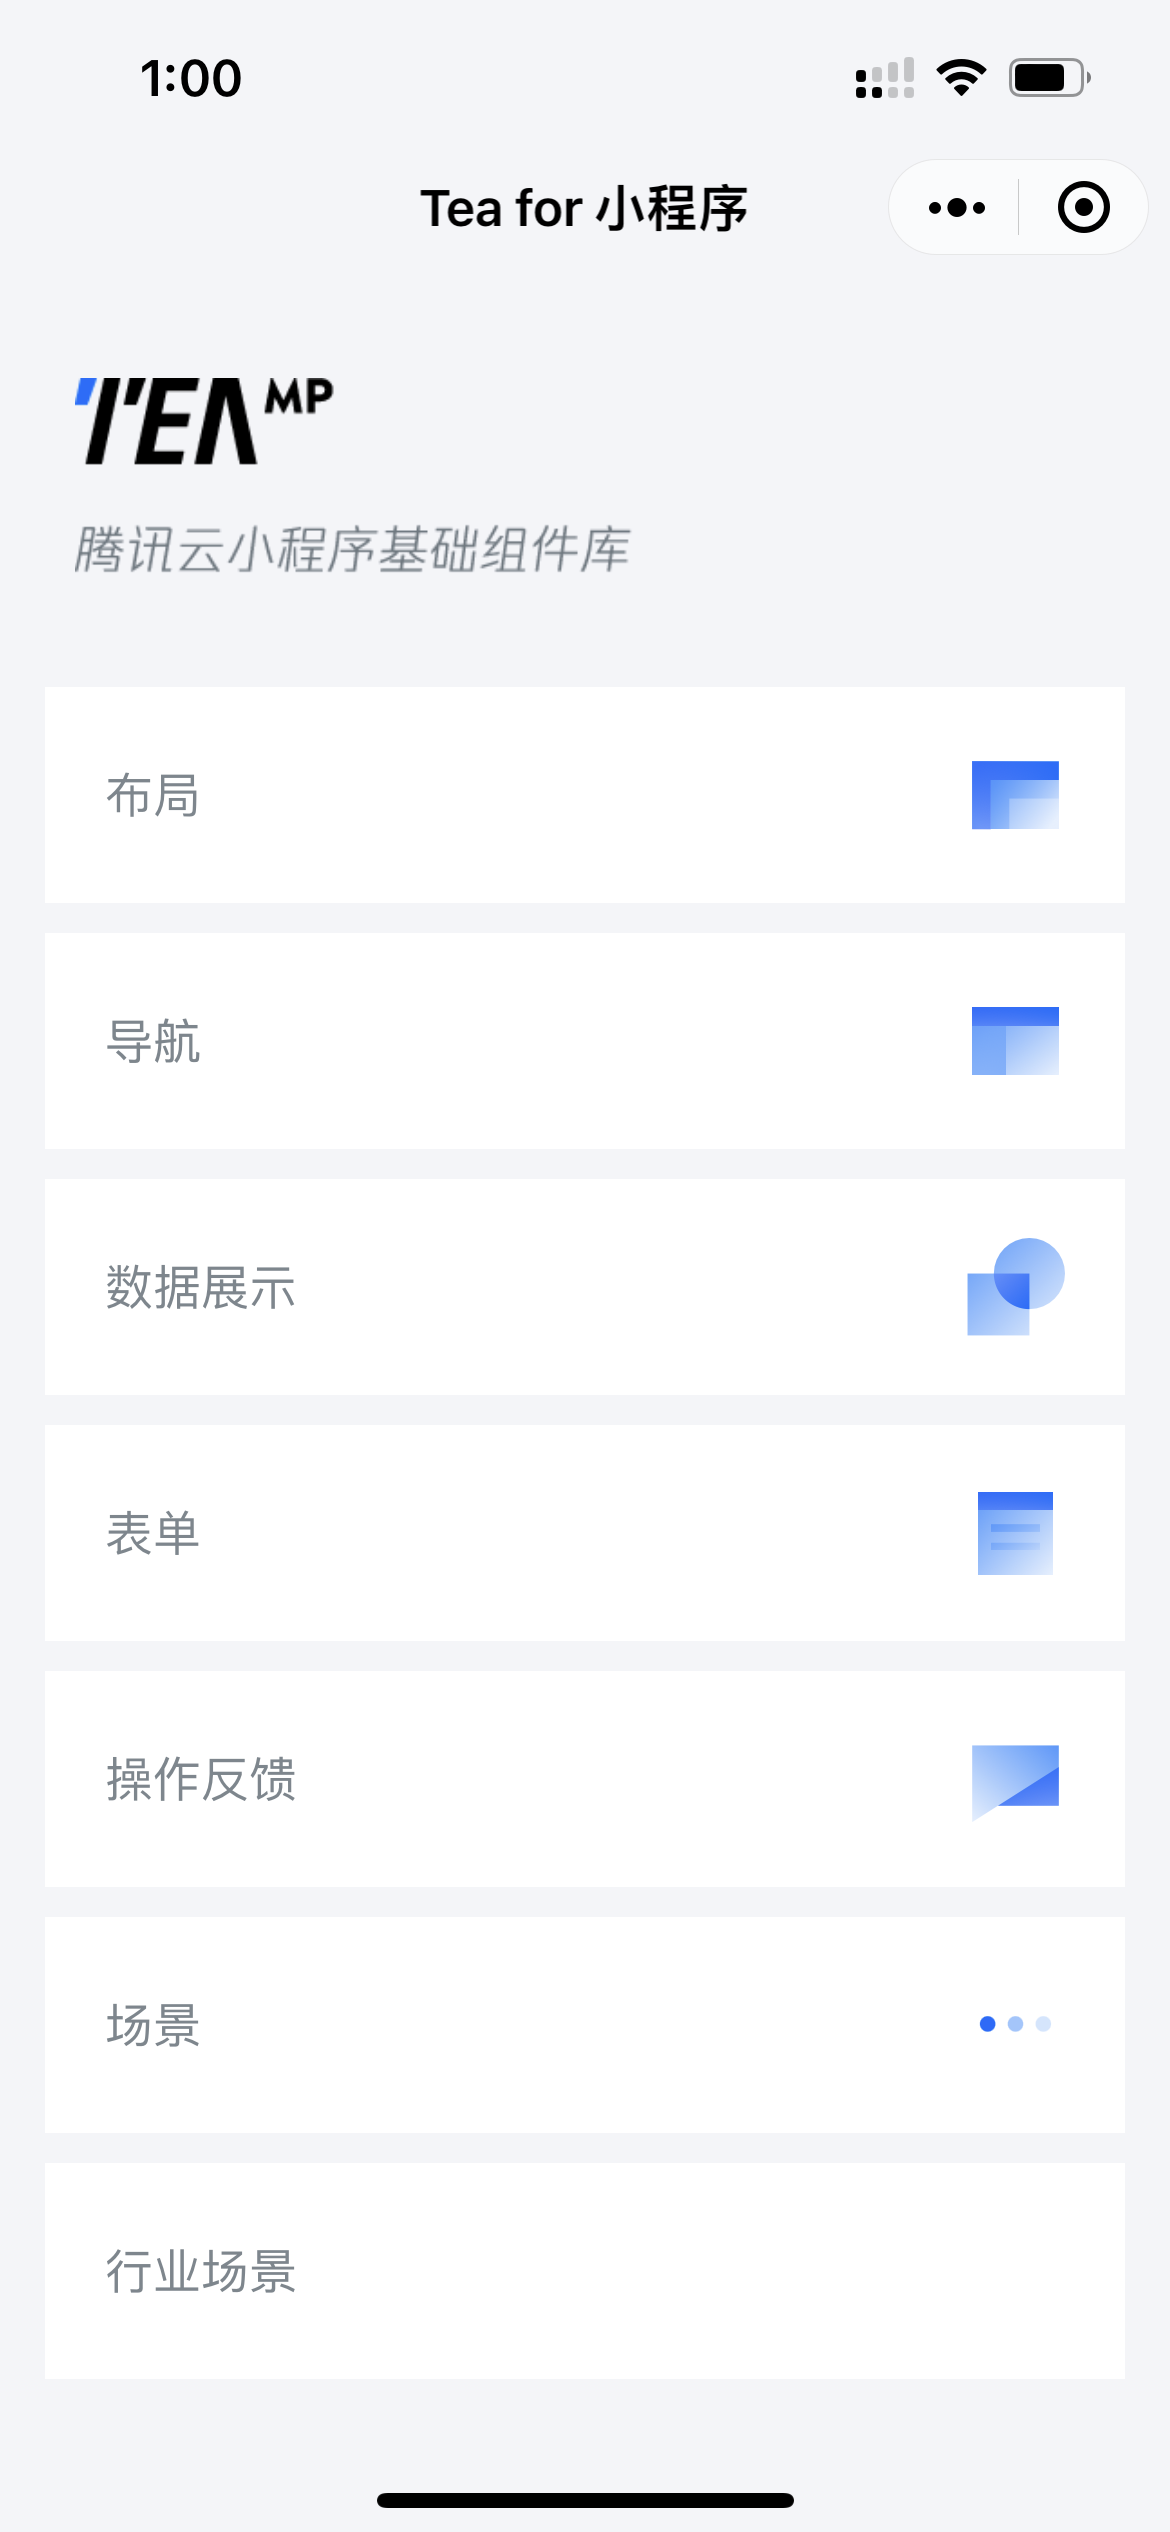 1:00
Tea for 小程序
TEA MP
腾讯云小程序基础组件库
布局
导航
数据展示
表单
操作反馈
场景
行业场景